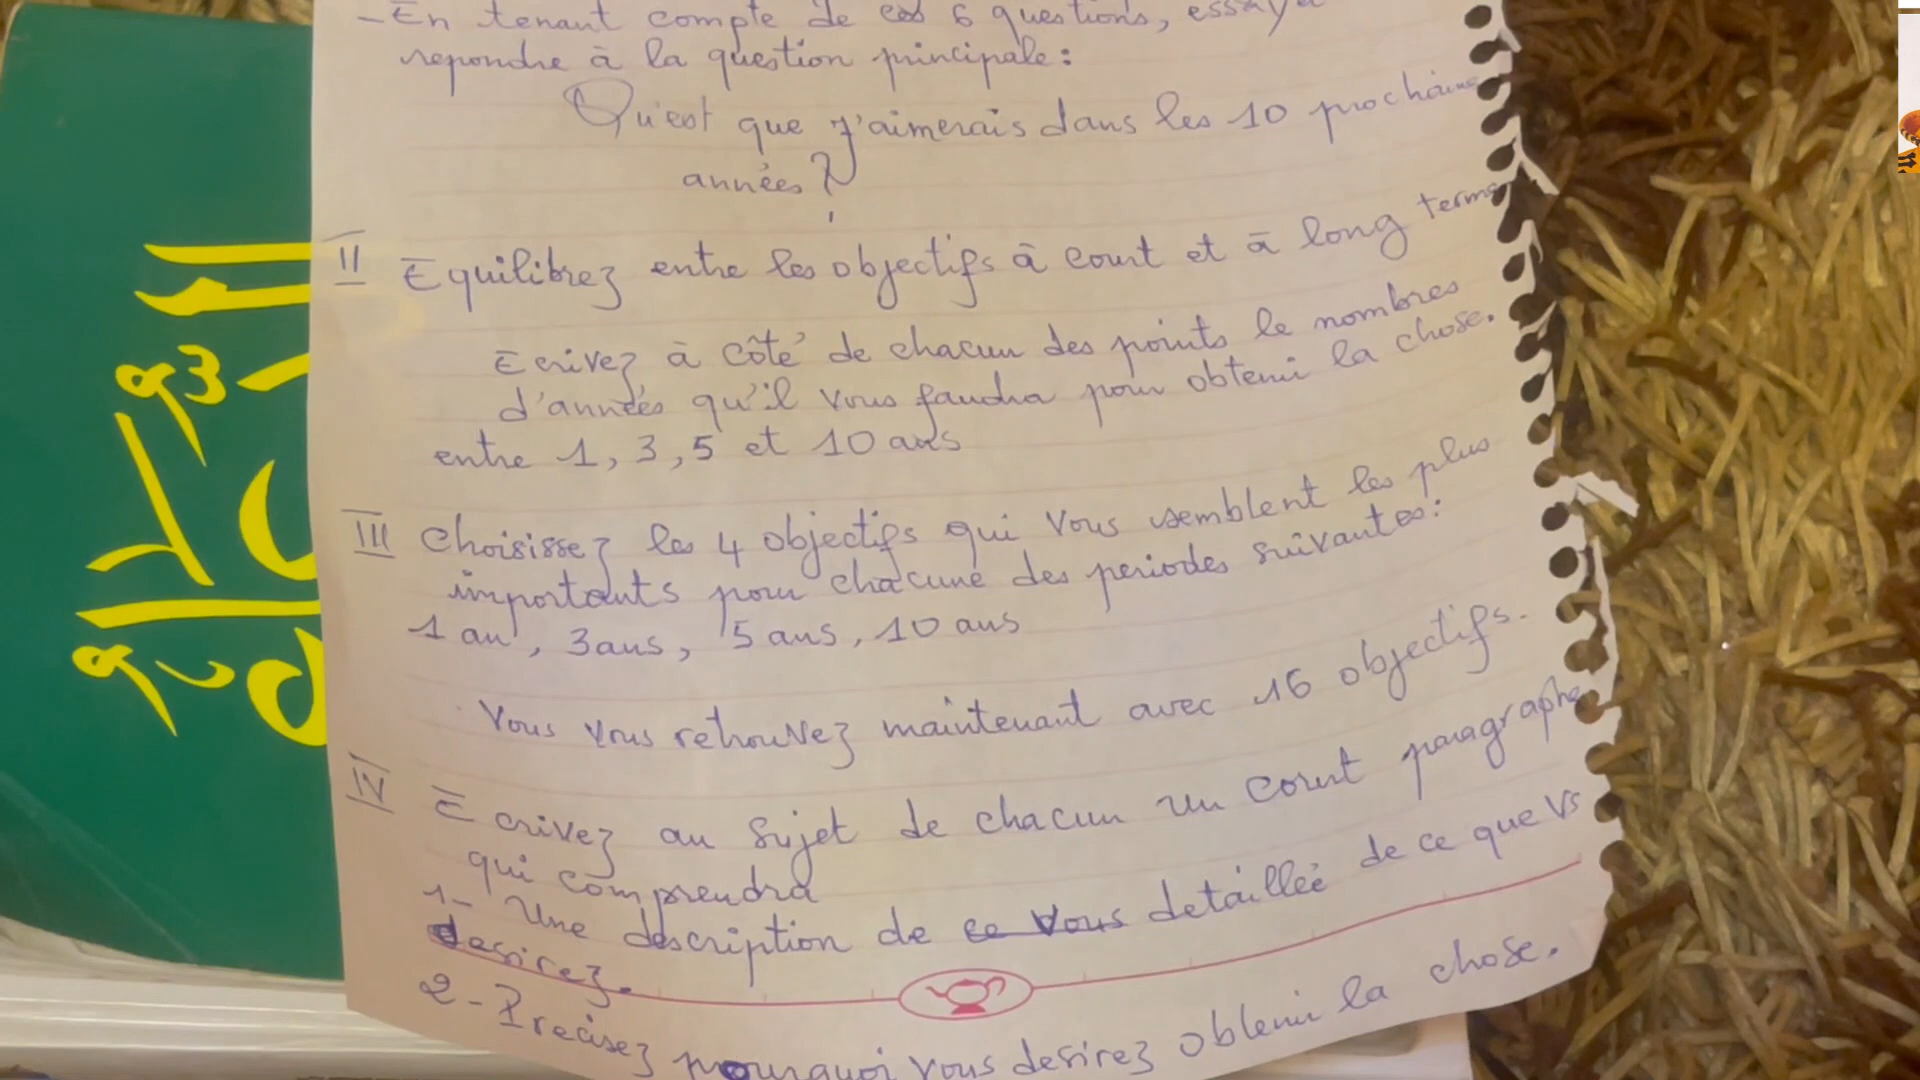 - En tenant compte de ces 6 questions,
repondre à la question principale:
Qu'est que j'aimerais dans les 10 prochaines
années?
II Equilibrez entre les objectifs à court et à long terme
Ecrivez à côté de chacun des points le nombres
d'années qu'il vous faudra pour obtenir la chose.
entre 1, 3, 5 et 10 ans
III Choisissez les 4 objectifs qui vous semblent les plus
importants pour chacune des periodes suivantes:
1 an, 3 ans, 5 ans, 10 ans
Vous vous retrouvez maintenant avec 16 objectifs.
IV Ecrivez au sujet de chacun un court paragraphe
qui comprendra
1- Une description de ce vous detaillée de ce que vs
desirez.
2- Precisez pourquoi vous desirez obtenir la chose.